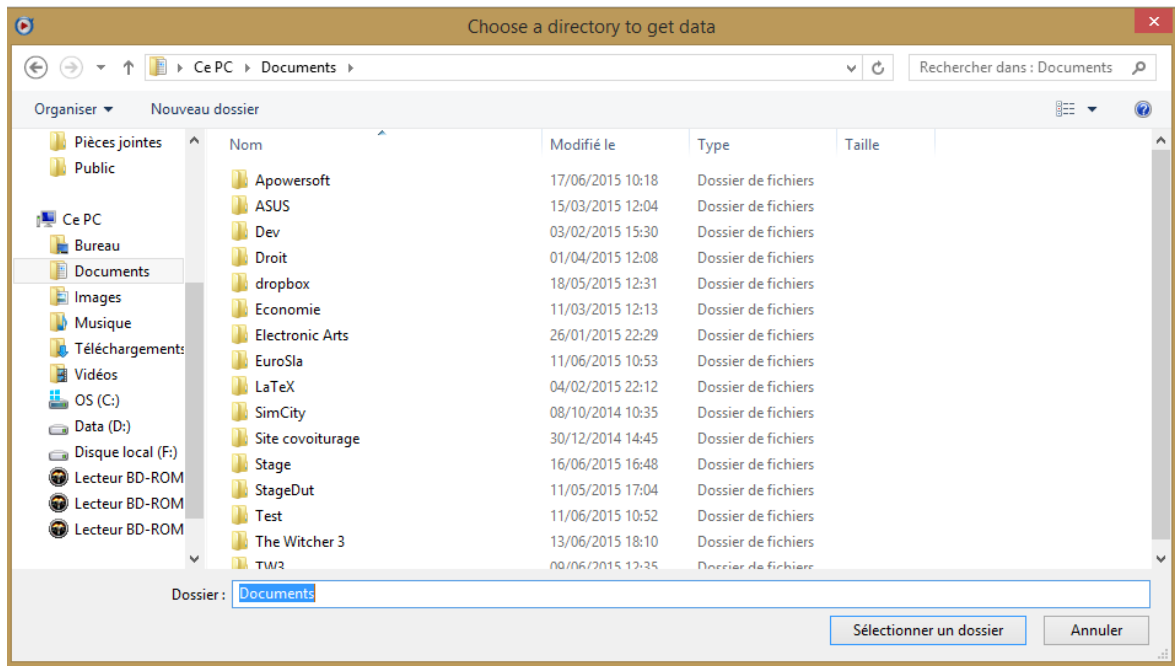 Choose a directory to get data
Ce PC Documents
Rechercher dans : Documents
Organiser Nouveau dossier
Pièces jointes
Public
Ce PC
Bureau
Documents
Images
Musique
Téléchargements
Vidéos
OS (C:)
Data (D:)
Disque local (F:)
Lecteur BD-ROM
Lecteur BD-ROM
Lecteur BD-ROM
Nom Modifié le Type Taille
Apowersoft 17/06/2015 10:18 Dossier de fichiers
ASUS 15/03/2015 12:04 Dossier de fichiers
Dev 03/02/2015 15:30 Dossier de fichiers
Droit 01/04/2015 12:08 Dossier de fichiers
dropbox 18/05/2015 12:31 Dossier de fichiers
Economie 11/03/2015 12:13 Dossier de fichiers
Electronic Arts 26/01/2015 22:29 Dossier de fichiers
EuroSla 11/06/2015 10:53 Dossier de fichiers
LaTeX 04/02/2015 22:12 Dossier de fichiers
SimCity 08/10/2014 10:35 Dossier de fichiers
Site covoiturage 30/12/2014 14:45 Dossier de fichiers
Stage 16/06/2015 16:48 Dossier de fichiers
StageDut 11/05/2015 17:04 Dossier de fichiers
Test 11/06/2015 10:52 Dossier de fichiers
The Witcher 3 13/06/2015 18:10 Dossier de fichiers
TW3 09/06/2015 12:35 Dossier de fichiers
Dossier : Documents
Sélectionner un dossier Annuler